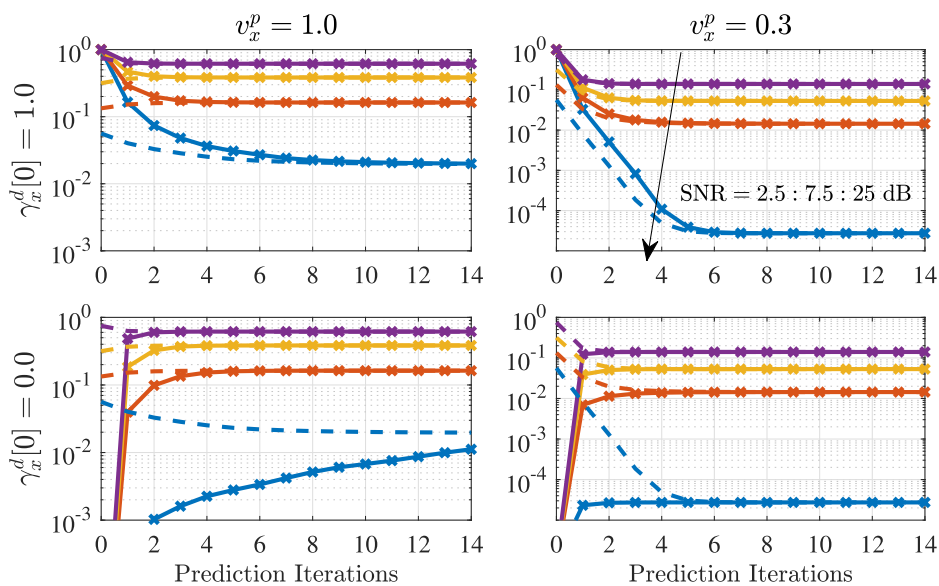 v_x^p = 1.0
v_x^p = 0.3
γ_x^d[0] = 1.0
10^0
10^-1
10^-2
10^-3
0 2 4 6 8 10 12 14
10^0
10^-1
10^-2
10^-4
SNR = 2.5 : 7.5 : 25 dB
0 2 4 6 8 10 12 14
γ_x^d[0] = 0.0
10^0
10^-1
10^-2
10^-3
0 2 4 6 8 10 12 14
Prediction Iterations
10^0
10^-1
10^-2
10^-4
0 2 4 6 8 10 12 14
Prediction Iterations